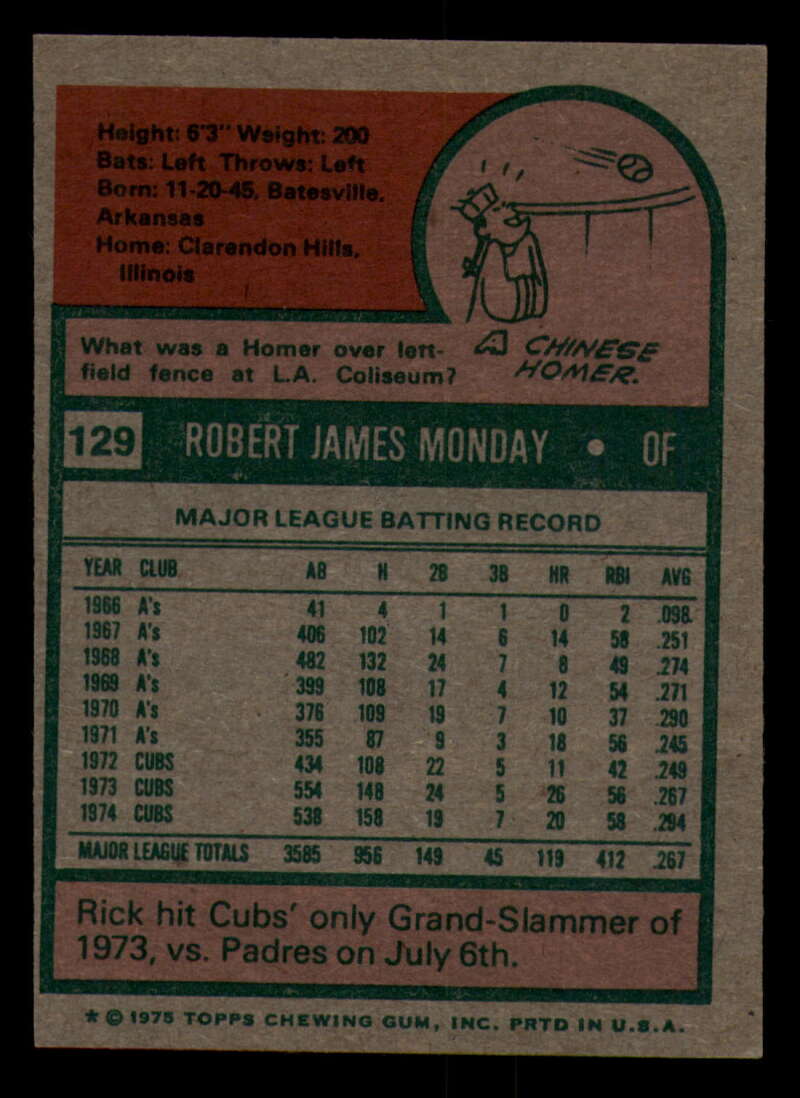 Height: 6'3" Weight: 200
Bats: Left Throws: Left
Born: 11-20-45, Batesville,
Arkansas
Home: Clarendon Hills,
Illinois
What was a Homer over left-
field fence at L.A. Coliseum?
A CHINESE
HOMER.
129 ROBERT JAMES MONDAY • OF
MAJOR LEAGUE BATTING RECORD
YEAR CLUB AB H 2B 3B HR RBI AVG
1966 A's 41 4 1 1 0 2 .098
1967 A's 406 102 14 6 14 58 .251
1968 A's 482 132 24 7 8 49 .274
1969 A's 399 108 17 4 12 54 .271
1970 A's 376 109 19 7 10 37 .290
1971 A's 355 87 9 3 18 56 .245
1972 CUBS 434 108 22 5 11 42 .249
1973 CUBS 554 148 24 5 26 56 .267
1974 CUBS 538 158 19 7 20 58 .294
MAJOR LEAGUE TOTALS 3585 956 149 45 119 412 .267
Rick hit Cubs' only Grand-Slammer of
1973, vs. Padres on July 6th.
* © 1975 TOPPS CHEWING GUM, INC. PRTD IN U.S.A.